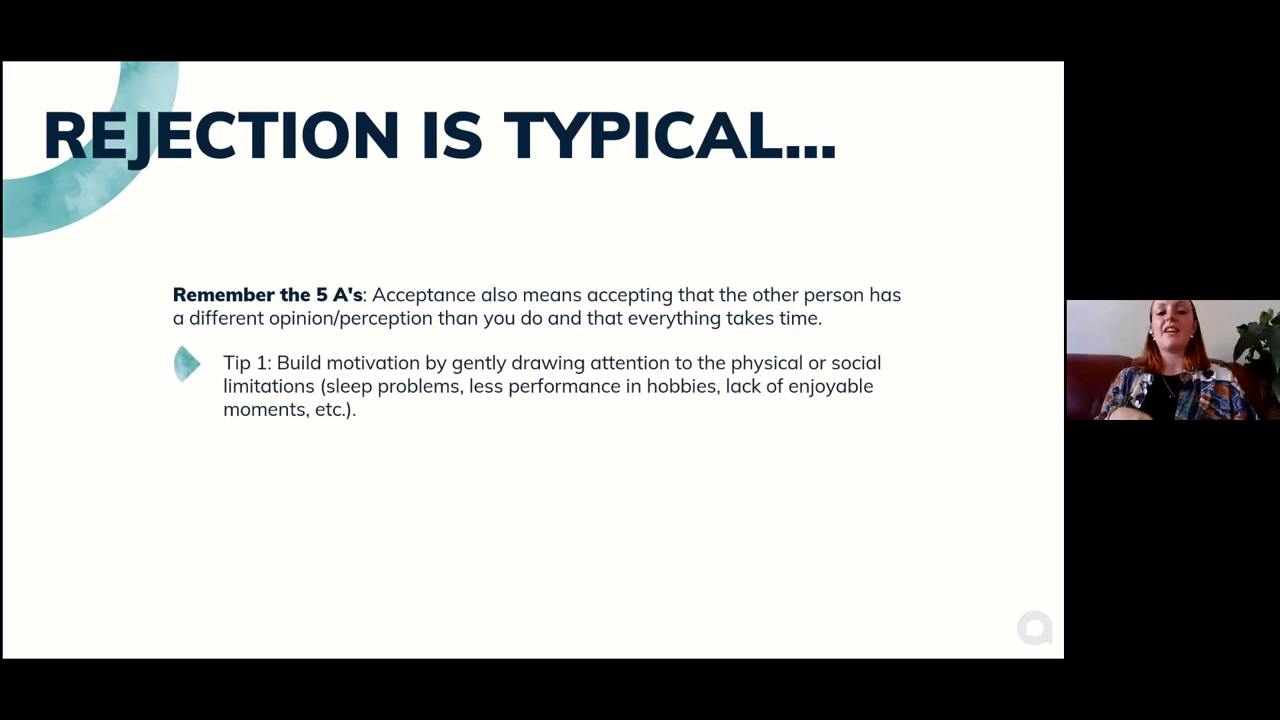 REJECTION IS TYPICAL...
Remember the 5 A's: Acceptance also means accepting that the other person has
a different opinion/perception than you do and that everything takes time.
Tip 1: Build motivation by gently drawing attention to the physical or social
limitations (sleep problems, less performance in hobbies, lack of enjoyable
moments, etc.).